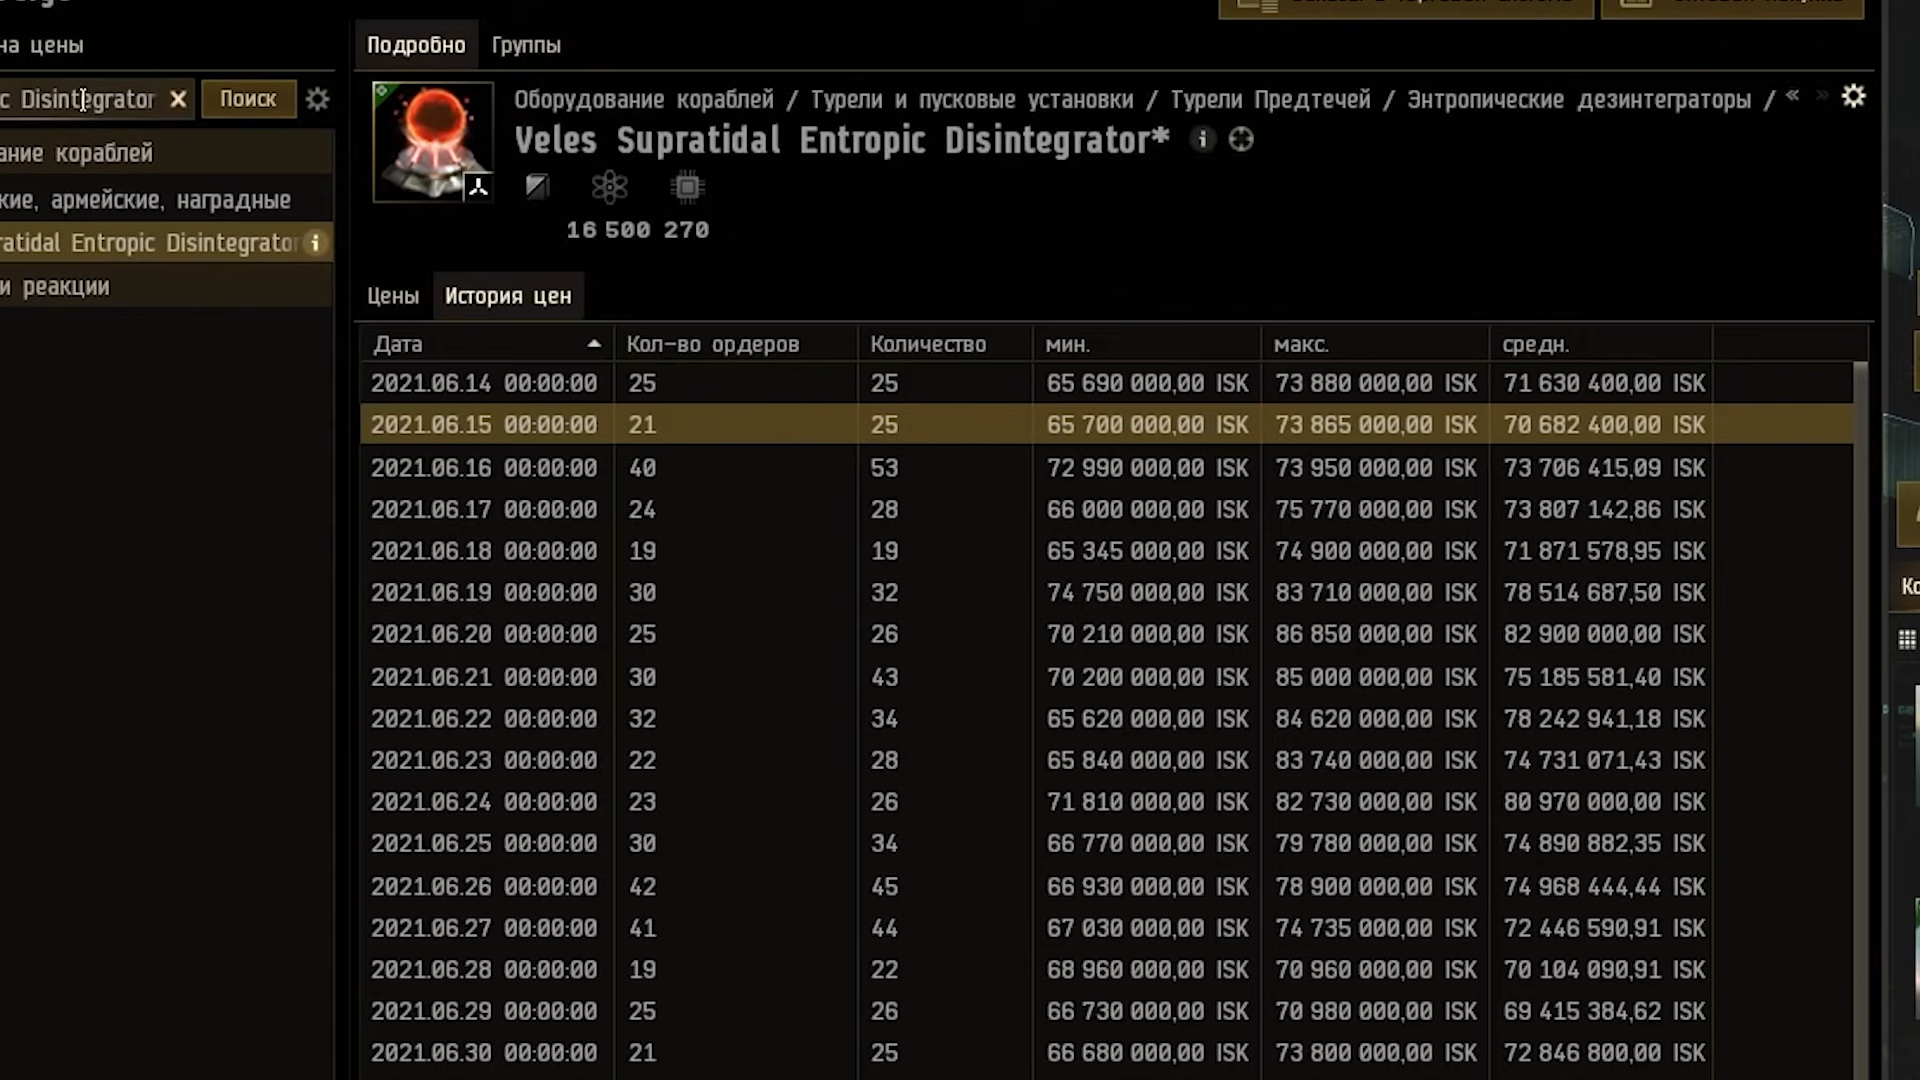 на цены
Подробно Группы
c Disintegrator Поиск
Оборудование кораблей / Турели и пусковые установки / Турели Предтечей / Энтропические дезинтеграторы /
Veles Supratidal Entropic Disintegrator*
ание кораблей
кие, армейские, наградные
ratidal Entropic Disintegrator
и реакции
16 500 270
Цены История цен
Дата Кол-во ордеров Количество мин. макс. средн.
2021.06.14 00:00:00 25 25 65 690 000,00 ISK 73 880 000,00 ISK 71 630 400,00 ISK
2021.06.15 00:00:00 21 25 65 700 000,00 ISK 73 865 000,00 ISK 70 682 400,00 ISK
2021.06.16 00:00:00 40 53 72 990 000,00 ISK 73 950 000,00 ISK 73 706 415,09 ISK
2021.06.17 00:00:00 24 28 66 000 000,00 ISK 75 770 000,00 ISK 73 807 142,86 ISK
2021.06.18 00:00:00 19 19 65 345 000,00 ISK 74 900 000,00 ISK 71 871 578,95 ISK
2021.06.19 00:00:00 30 32 74 750 000,00 ISK 83 710 000,00 ISK 78 514 687,50 ISK
2021.06.20 00:00:00 25 26 70 210 000,00 ISK 86 850 000,00 ISK 82 900 000,00 ISK
2021.06.21 00:00:00 30 43 70 200 000,00 ISK 85 000 000,00 ISK 75 185 581,40 ISK
2021.06.22 00:00:00 32 34 65 620 000,00 ISK 84 620 000,00 ISK 78 242 941,18 ISK
2021.06.23 00:00:00 22 28 65 840 000,00 ISK 83 740 000,00 ISK 74 731 071,43 ISK
2021.06.24 00:00:00 23 26 71 810 000,00 ISK 82 730 000,00 ISK 80 970 000,00 ISK
2021.06.25 00:00:00 30 34 66 770 000,00 ISK 79 780 000,00 ISK 74 890 882,35 ISK
2021.06.26 00:00:00 42 45 66 930 000,00 ISK 78 900 000,00 ISK 74 968 444,44 ISK
2021.06.27 00:00:00 41 44 67 030 000,00 ISK 74 735 000,00 ISK 72 446 590,91 ISK
2021.06.28 00:00:00 19 22 68 960 000,00 ISK 70 960 000,00 ISK 70 104 090,91 ISK
2021.06.29 00:00:00 25 26 66 730 000,00 ISK 70 980 000,00 ISK 69 415 384,62 ISK
2021.06.30 00:00:00 21 25 66 680 000,00 ISK 73 800 000,00 ISK 72 846 800,00 ISK